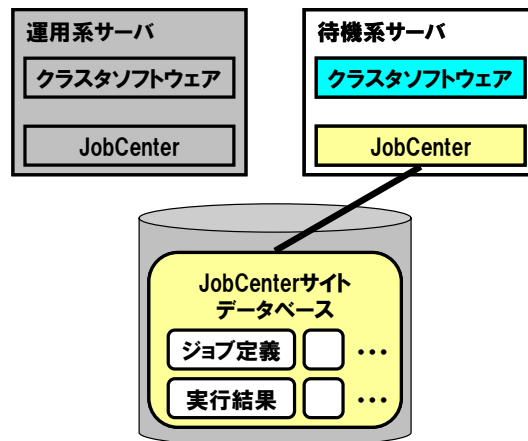 運用系サーバ
クラスタソフトウェア
JobCenter
待機系サーバ
クラスタソフトウェア
JobCenter
JobCenterサイト
データベース
ジョブ定義 ･･･
実行結果 ･･･